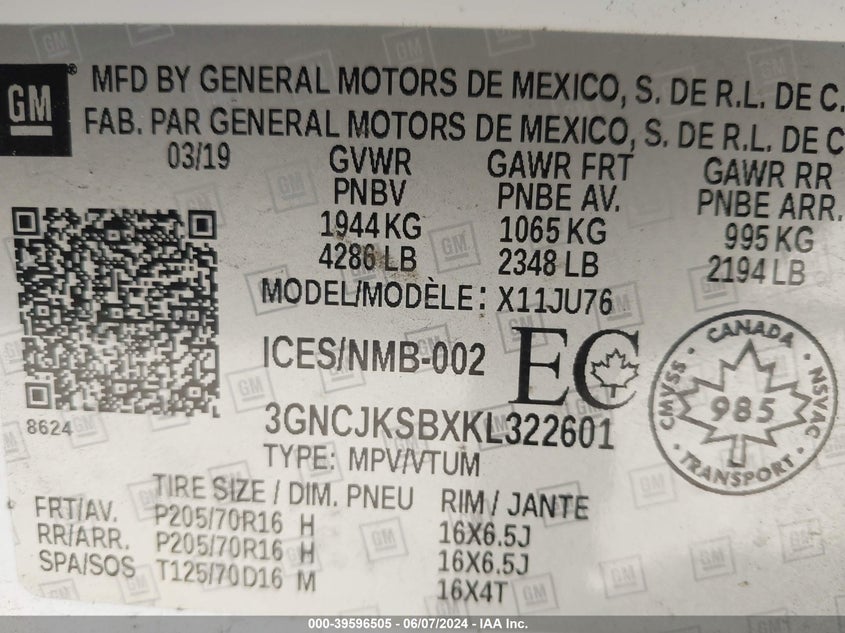 GM
MFD BY GENERAL MOTORS DE MEXICO, S. DE R.L. DE C.
FAB. PAR GENERAL MOTORS DE MEXICO, S. DE R.L. DE C
03/19 GVWR GAWR FRT GAWR RR
PNBV PNBE AV. PNBE ARR.
1944 KG 1065 KG 995 KG
4286 LB 2348 LB 2194 LB
MODEL/MODÈLE: X11JU76
ICES/NMB-002 EC
CANADA
CMVSS 985 NSVAC
TRANSPORT
8624
3GNCJKSBXKL322601
TYPE: MPV/VTUM
TIRE SIZE / DIM. PNEU RIM / JANTE
FRT/AV. P205/70R16 H 16X6.5J
RR/ARR. P205/70R16 H 16X6.5J
SPA/SOS T125/70D16 M 16X4T
000-39596505 - 06/07/2024 - IAA Inc.